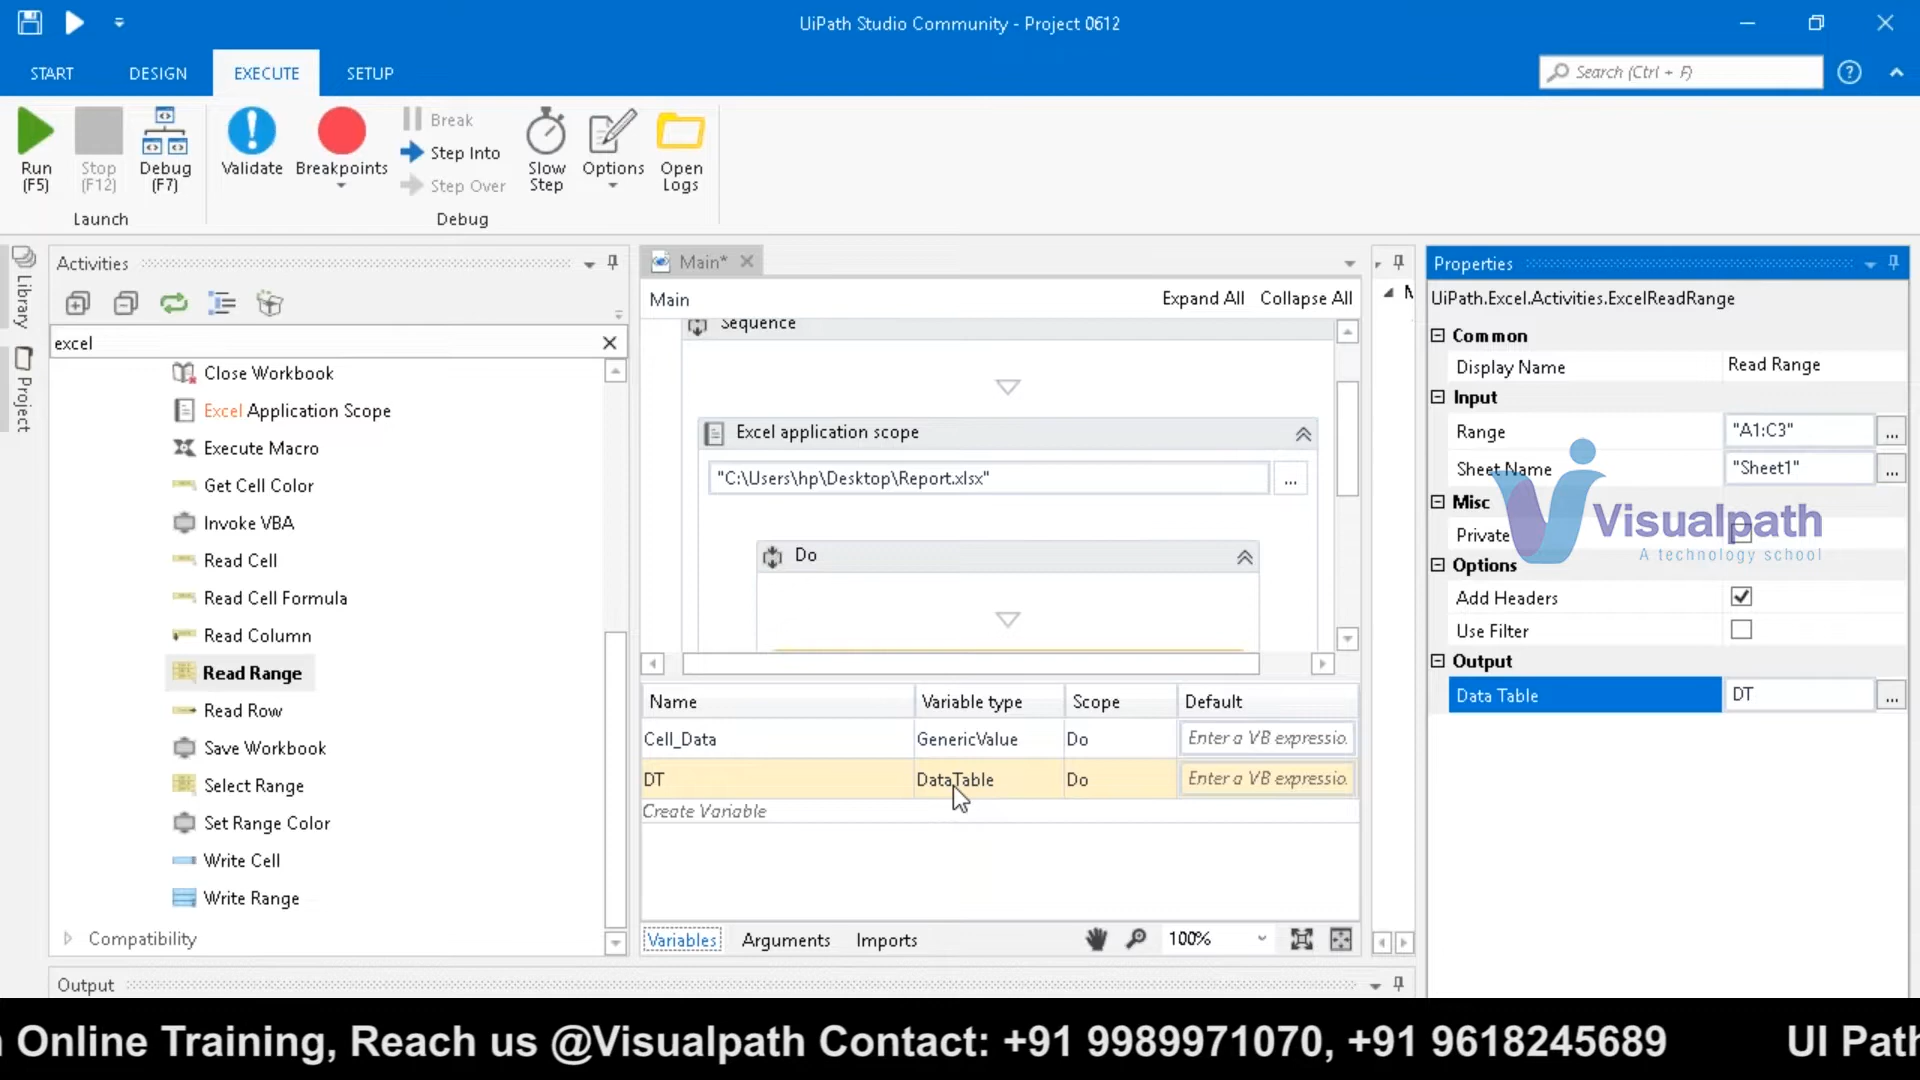 UiPath Studio Community - Project 0612
START DESIGN EXECUTE SETUP
Search (Ctrl + F)
Run (F5)
Stop (F12)
Debug (F7)
Launch
Validate
Breakpoints
Break
Step Into
Step Over
Slow Step
Options
Open Logs
Debug
Library
Project
Activities
excel
Close Workbook
Excel Application Scope
Execute Macro
Get Cell Color
Invoke VBA
Read Cell
Read Cell Formula
Read Column
Read Range
Read Row
Save Workbook
Select Range
Set Range Color
Write Cell
Write Range
Compatibility
Main*
Main Expand All Collapse All
Sequence
Excel application scope
"C:\Users\hp\Desktop\Report.xlsx"
...
Do
Name Variable type Scope Default
Cell_Data GenericValue Do Enter a VB expressio.
DT DataTable Do Enter a VB expressio.
Create Variable
Variables Arguments Imports 100%
Properties
UiPath.Excel.Activities.ExcelReadRange
Common
Display Name Read Range
Input
Range "A1:C3" ...
Sheet Name "Sheet1" ...
Misc
Private
Visualpath
A technology school
Options
Add Headers
Use Filter
Output
Data Table DT ...
Output
Online Training, Reach us @Visualpath Contact: +91 9989971070, +91 9618245689 UI Path